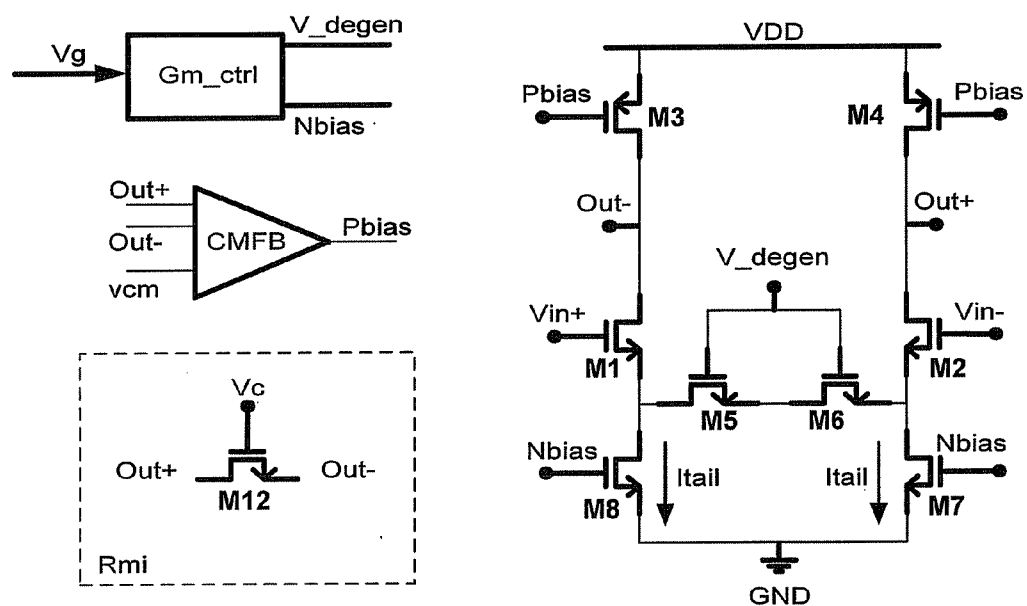 V_degen
Vg
Gm_ctrl
Nbias
Out+
Out-
vcm
CMFB
Pbias
Vc
Out+
Out-
M12
Rmi
VDD
Pbias
M3
M4
Pbias
Out-
Out+
V_degen
Vin+
Vin-
M1
M2
M5
M6
Nbias
Nbias
Itail
Itail
M8
M7
GND